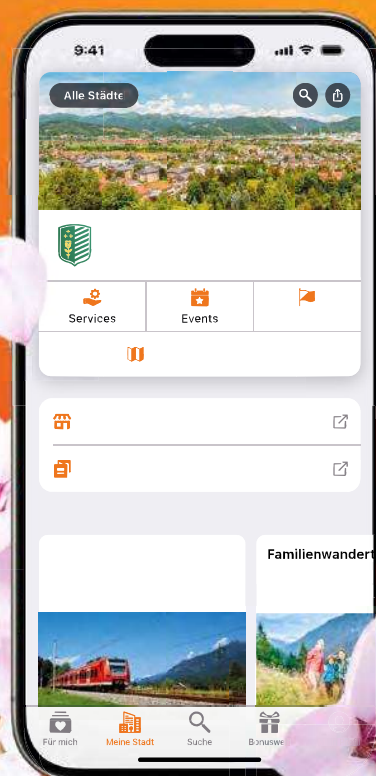 9:41
Alle Städte
Services Events
Familienwandert
Für mich Meine Stadt Suche Bonuswe